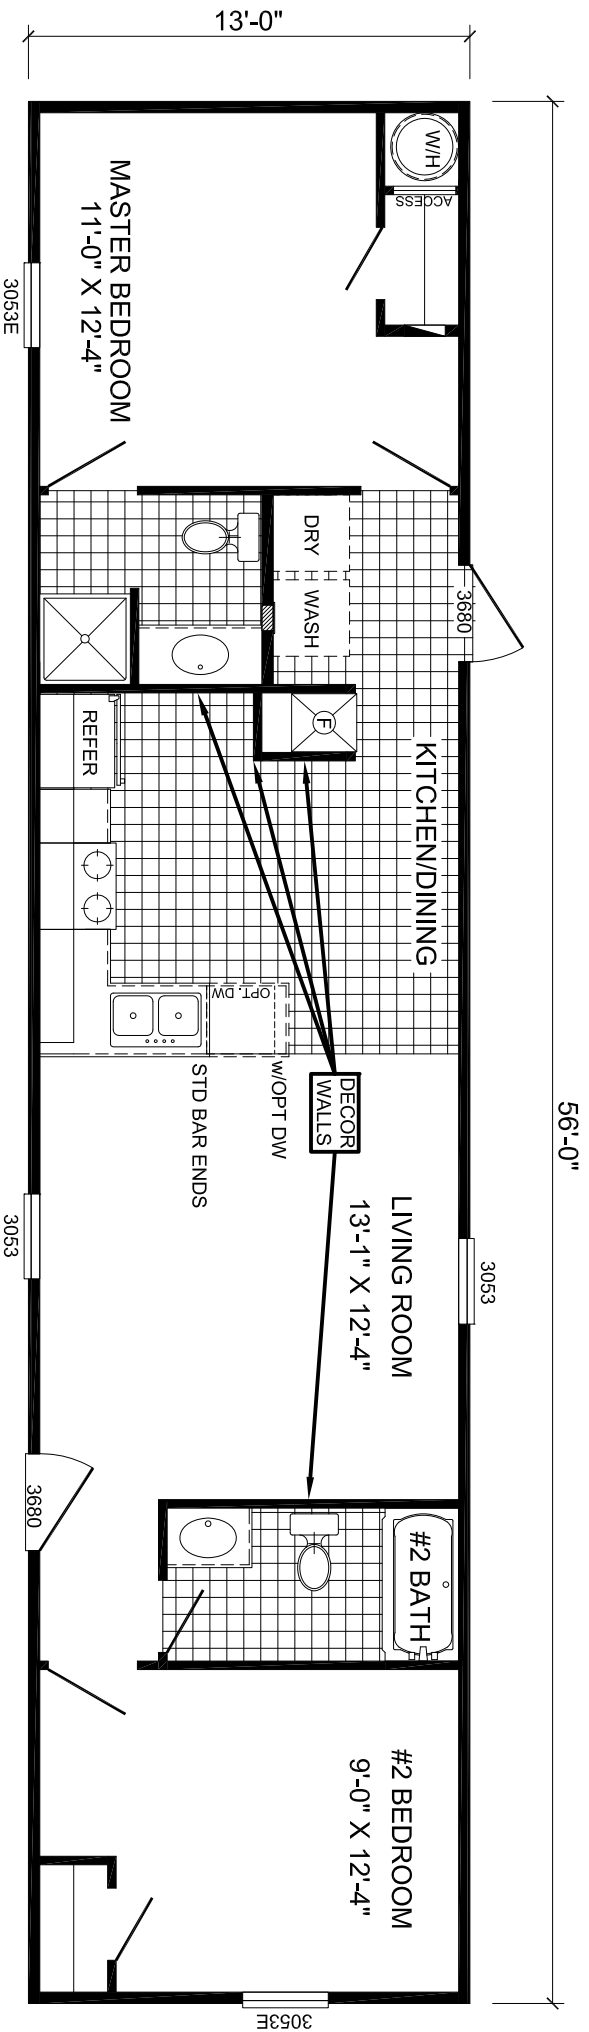 13'-0"
56'-0"
W/H
ACCESS
MASTER BEDROOM
11'-0" X 12'-4"
3053E
DRY
WASH
3680
REFER
KITCHEN/DINING
OPT. DW
w/OPT DW
STD BAR ENDS
DECOR
WALLS
F
LIVING ROOM
13'-1" X 12'-4"
3053
3053
3680
#2 BATH
#2 BEDROOM
9'-0" X 12'-4"
3053E